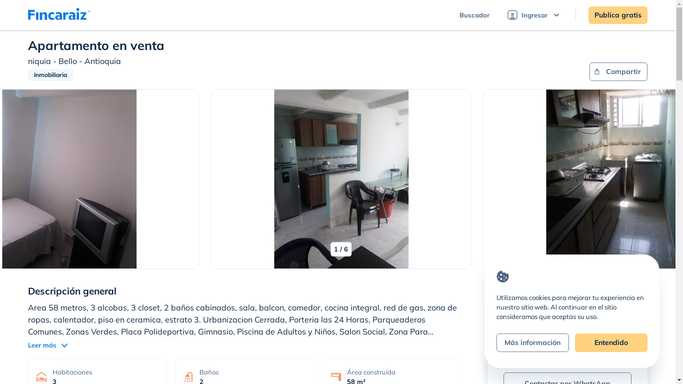 Fincaraiz
Buscador
Ingresar
Publica gratis
Apartamento en venta
niquia - Bello - Antioquia
Inmobiliaria
Compartir
1 / 6
Descripción general
Area 58 metros, 3 alcobas, 3 closet, 2 baños cabinados, sala, balcon, comedor, cocina integral, red de gas, zona de
ropas, calentador, piso en ceramica, estrato 3. Urbanizacion Cerrada, Porteria las 24 Horas, Parqueaderos
Comunes, Zonas Verdes, Placa Polideportiva, Gimnasio, Piscina de Adultos y Niños, Salon Social, Zona Para...
Leer más
Habitaciones
3
Baños
2
Área construida
58 m²
Utilizamos cookies para mejorar tu experiencia en
nuestro sitio web. Al continuar en el sitio
consideramos que aceptas su uso.
Más información
Entendido
Contactar por WhatsApp